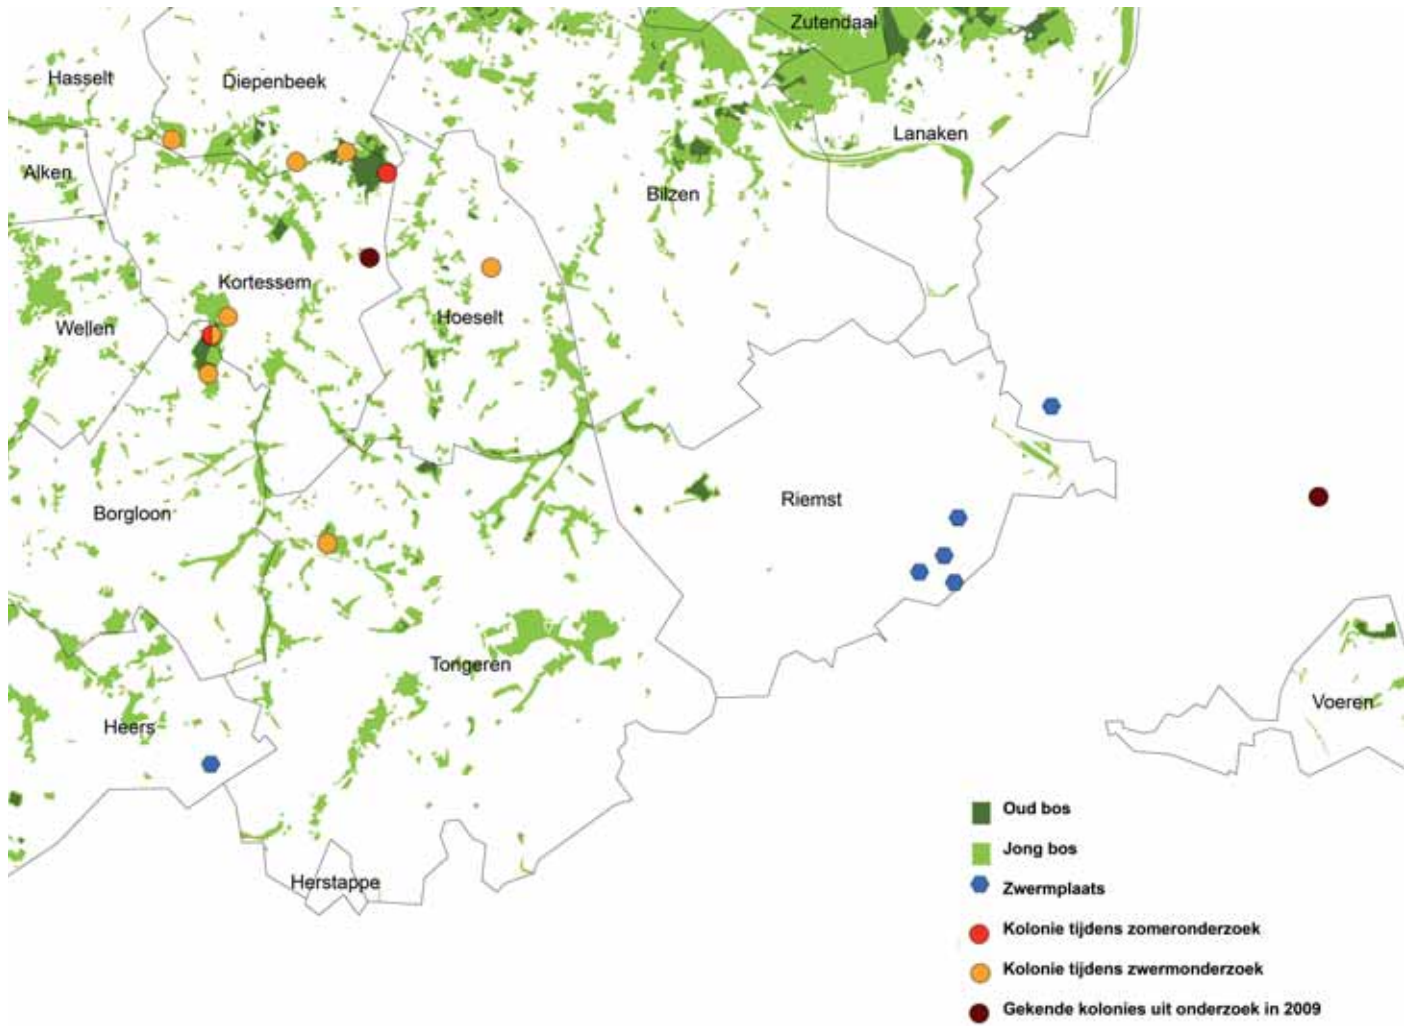 Zutendaal
Hasselt
Diepenbeek
Lanaken
Alken
Bilzen
Kortessem
Hoeselt
Wellen
Riemst
Borgloon
Tongeren
Voeren
Heers
Herstappe
Oud bos
Jong bos
Zwermplaats
Kolonie tijdens zomeronderzoek
Kolonie tijdens zwermonderzoek
Gekende kolonies uit onderzoek in 2009